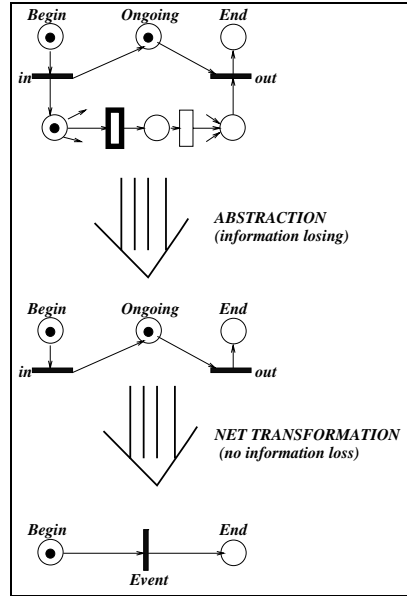 Begin Ongoing End
in out
ABSTRACTION
(information losing)
Begin Ongoing End
in out
NET TRANSFORMATION
(no information loss)
Begin End
Event